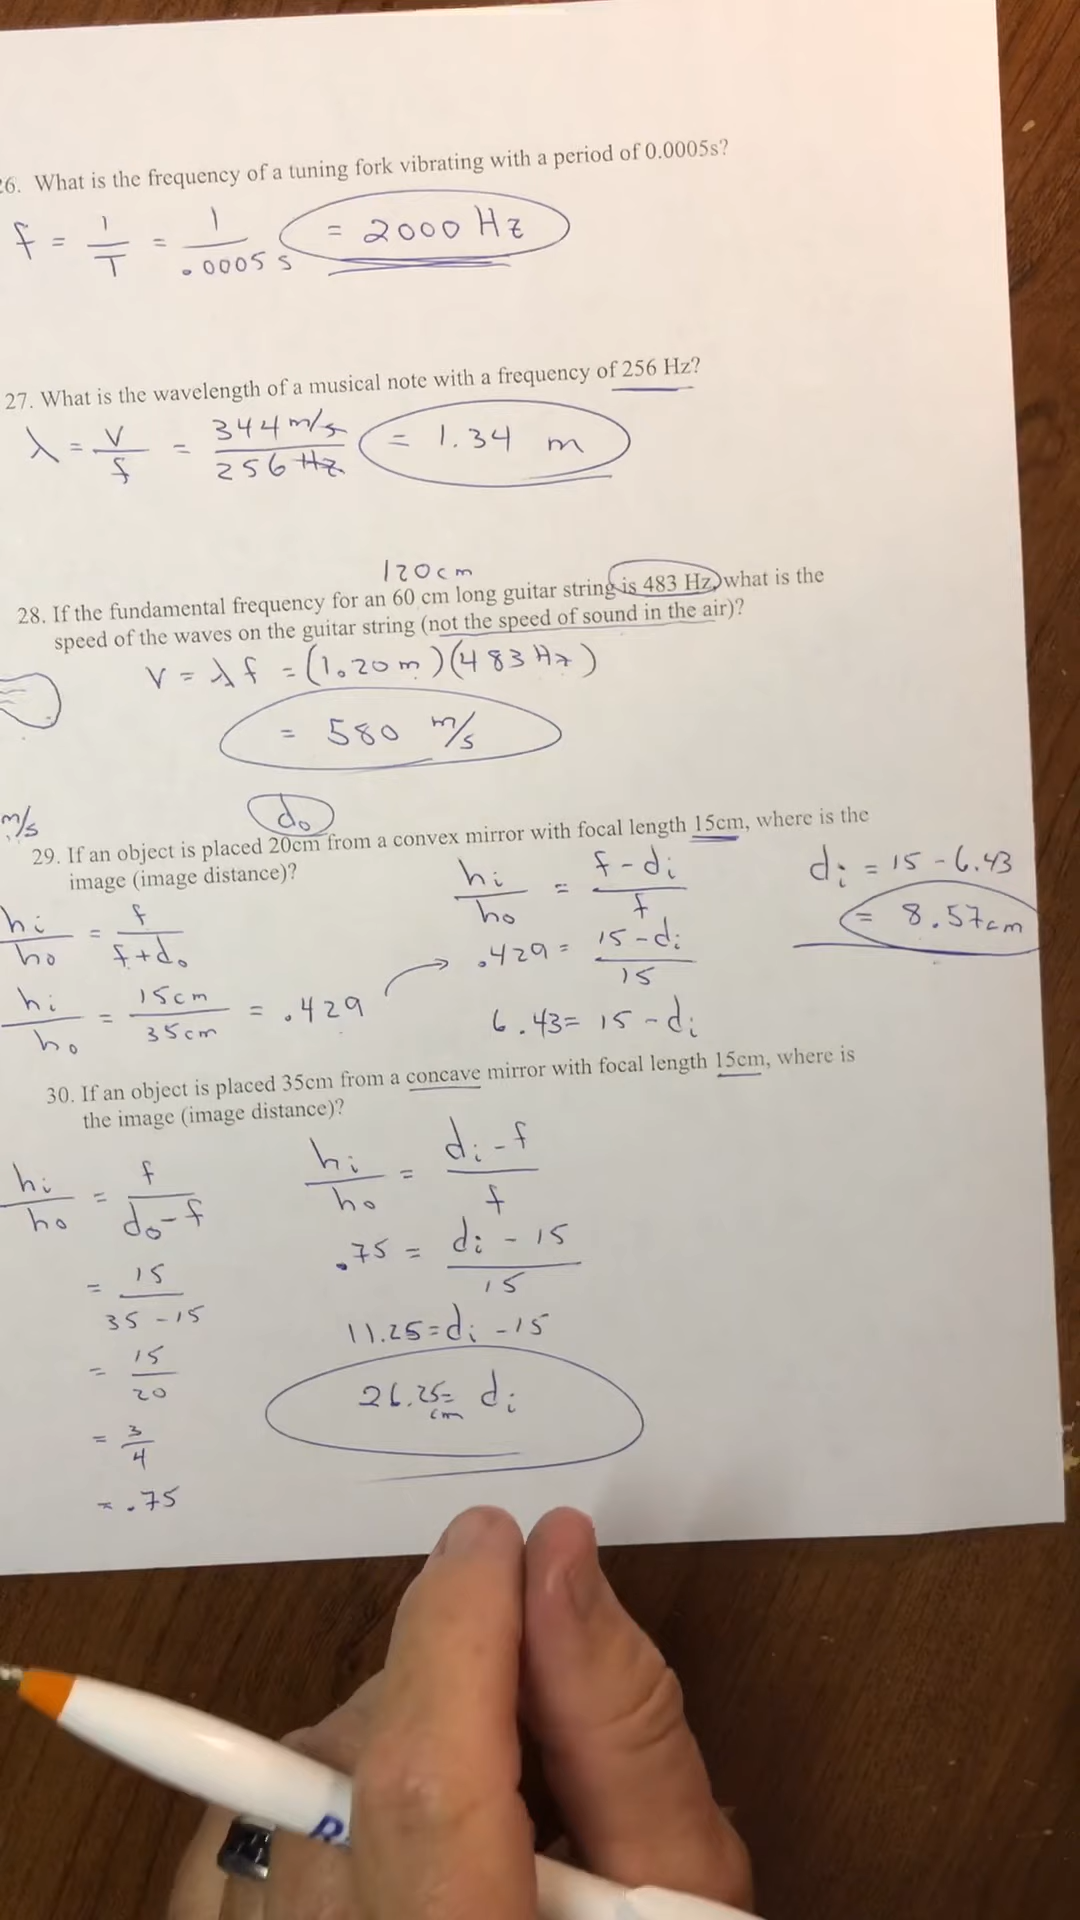 26. What is the frequency of a tuning fork vibrating with a period of 0.0005s?
f = 1/T = 1/.0005 s = 2000 Hz
27. What is the wavelength of a musical note with a frequency of 256 Hz?
λ = v/f = 344 m/s / 256 Hz = 1.34 m
120cm
28. If the fundamental frequency for an 60 cm long guitar string is 483 Hz, what is the
speed of the waves on the guitar string (not the speed of sound in the air)?
v = λ f = (1.20 m)(483 Hz)
= 580 m/s
m/s
do
29. If an object is placed 20cm from a convex mirror with focal length 15cm, where is the
image (image distance)?
hi/ho = f/(f+do)
hi/ho = 15cm/35cm = .429
hi/ho = f-di/f
.429 = 15-di/15
6.43 = 15-di
di = 15-6.43
= 8.57cm
30. If an object is placed 35cm from a concave mirror with focal length 15cm, where is
the image (image distance)?
hi/ho = f/do-f
= 15/35-15
= 15/20
= 3/4
= .75
hi/ho = di-f/f
.75 = di-15/15
11.25=di-15
26.25= di
cm